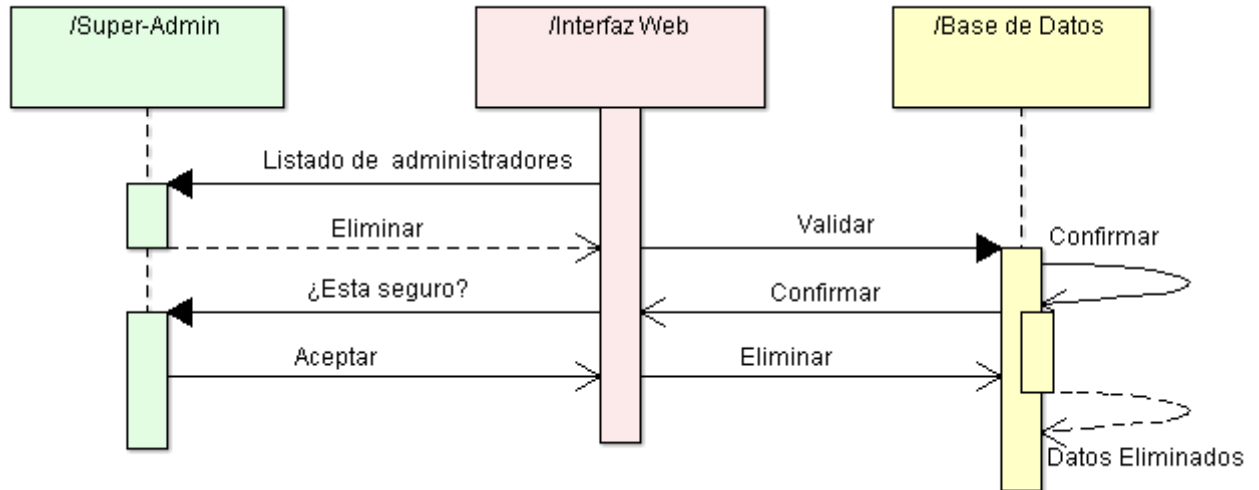 /Super-Admin
/Interfaz Web
/Base de Datos
Listado de  administradores
Eliminar
Validar
Confirmar
¿Esta seguro?
Confirmar
Aceptar
Eliminar
Datos Eliminados